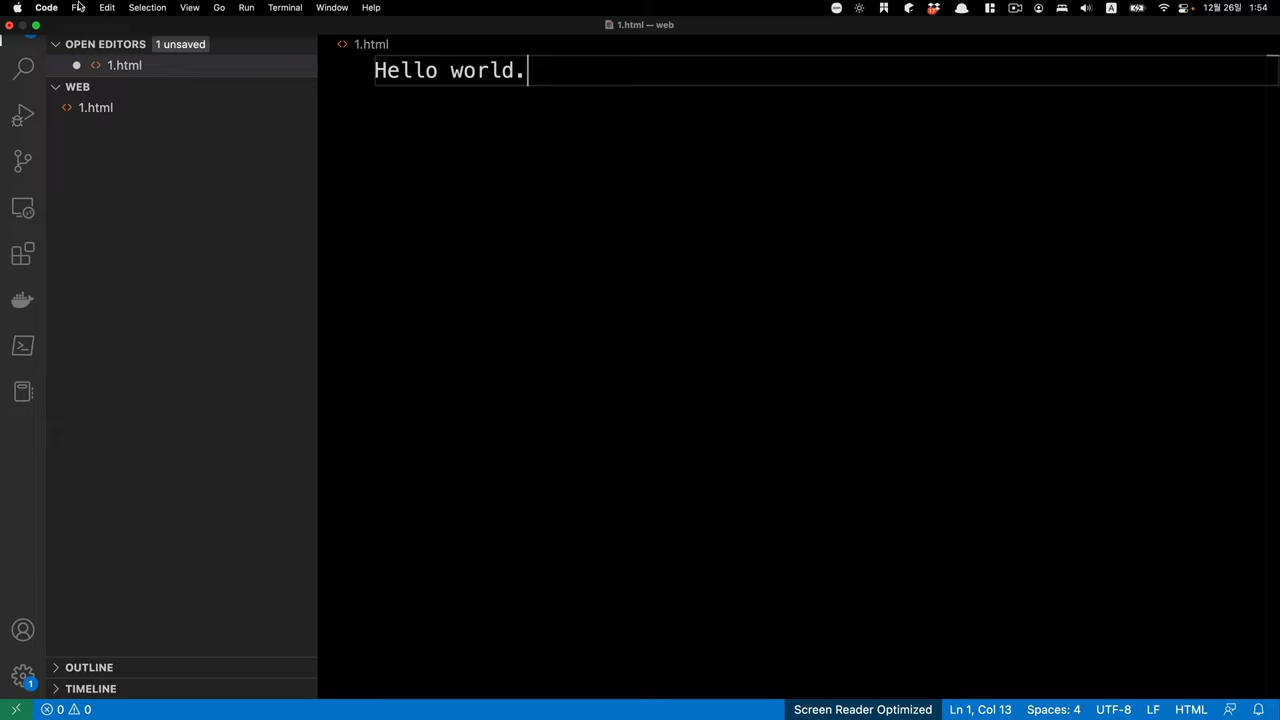 Code File Edit Selection View Go Run Terminal Window Help 12월 26일 1:54
1.html — web
OPEN EDITORS 1 unsaved
1.html
1.html
Hello world.
WEB
1.html
OUTLINE
TIMELINE
1
0 0 Screen Reader Optimized Ln 1, Col 13 Spaces: 4 UTF-8 LF HTML